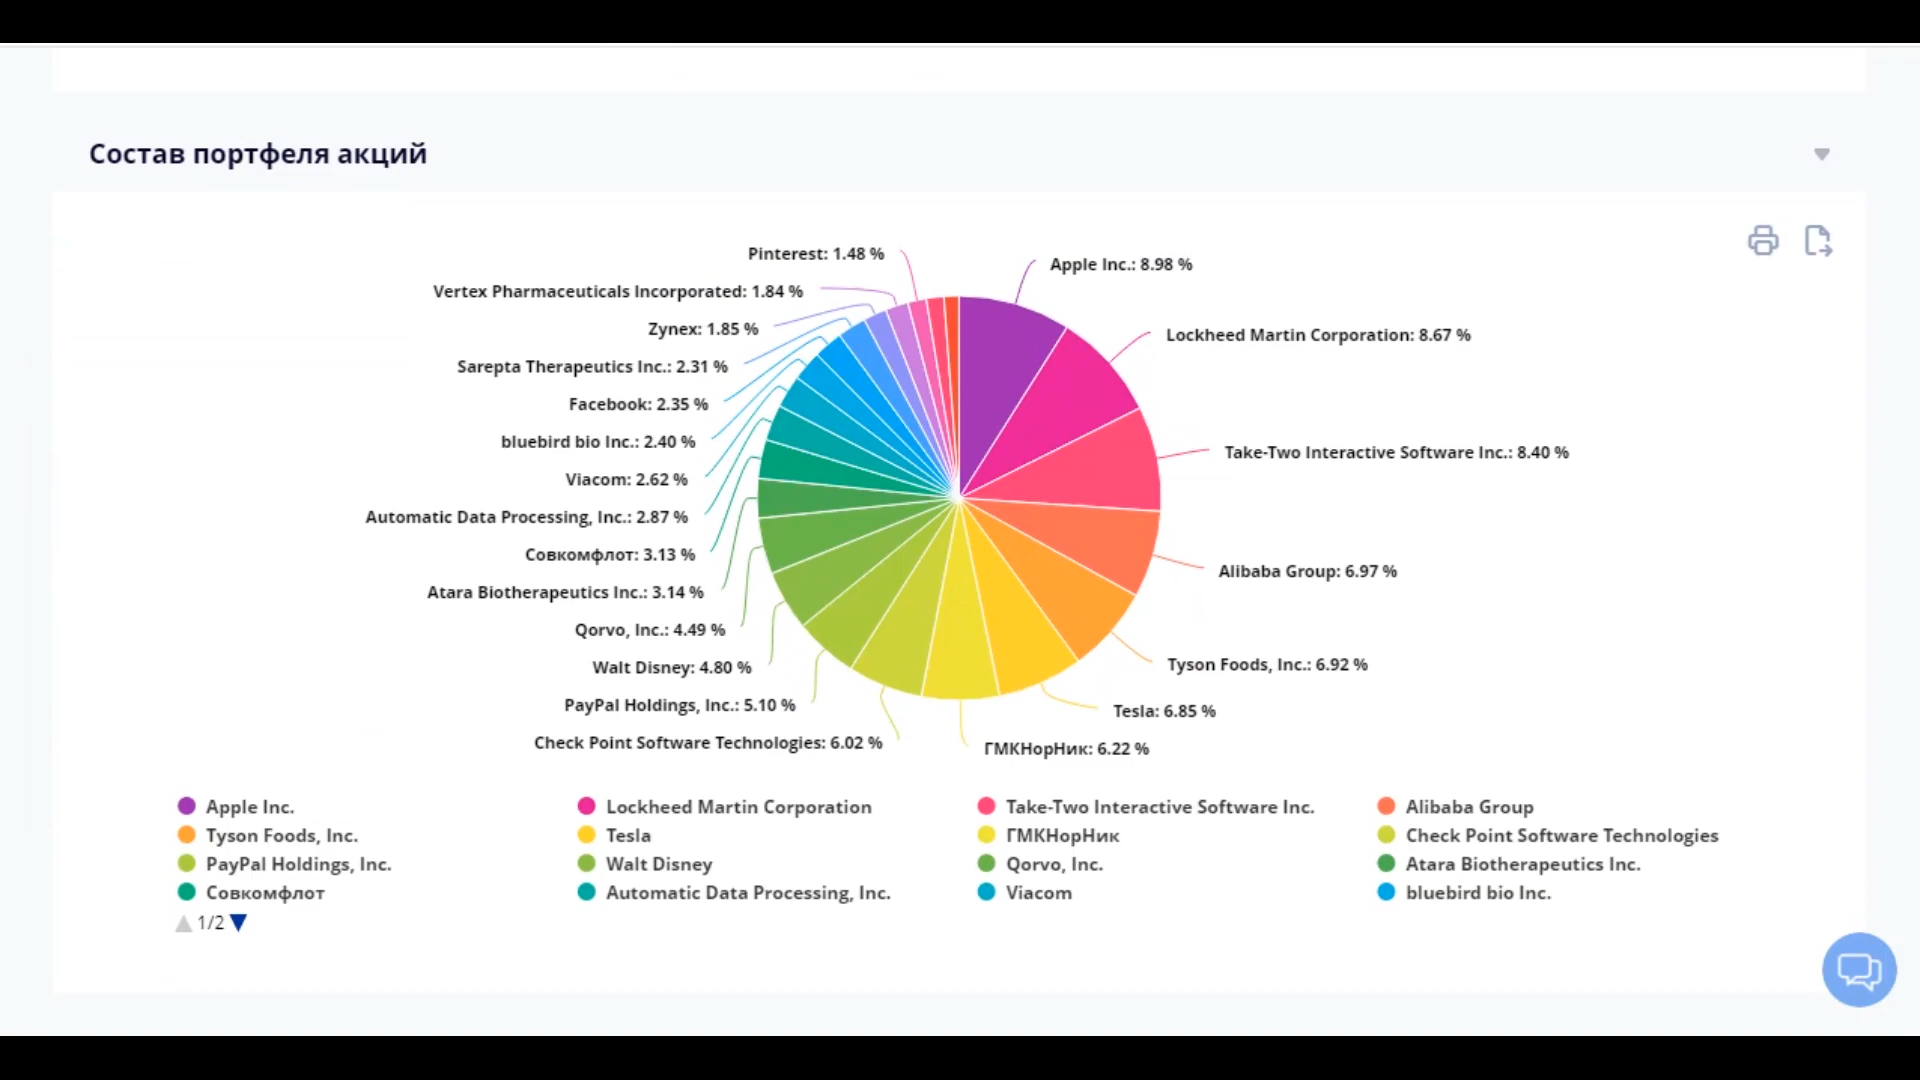 Состав портфеля акций
Pinterest: 1.48 %
Apple Inc.: 8.98 %
Vertex Pharmaceuticals Incorporated: 1.84 %
Zynex: 1.85 %
Lockheed Martin Corporation: 8.67 %
Sarepta Therapeutics Inc.: 2.31 %
Facebook: 2.35 %
bluebird bio Inc.: 2.40 %
Take-Two Interactive Software Inc.: 8.40 %
Viacom: 2.62 %
Automatic Data Processing, Inc.: 2.87 %
Совкомфлот: 3.13 %
Alibaba Group: 6.97 %
Atara Biotherapeutics Inc.: 3.14 %
Qorvo, Inc.: 4.49 %
Walt Disney: 4.80 %
Tyson Foods, Inc.: 6.92 %
PayPal Holdings, Inc.: 5.10 %
Tesla: 6.85 %
Check Point Software Technologies: 6.02 %
ГМКНорНик: 6.22 %
Apple Inc. Lockheed Martin Corporation Take-Two Interactive Software Inc. Alibaba Group
Tyson Foods, Inc. Tesla ГМКНорНик Check Point Software Technologies
PayPal Holdings, Inc. Walt Disney Qorvo, Inc. Atara Biotherapeutics Inc.
Совкомфлот Automatic Data Processing, Inc. Viacom bluebird bio Inc.
1/2